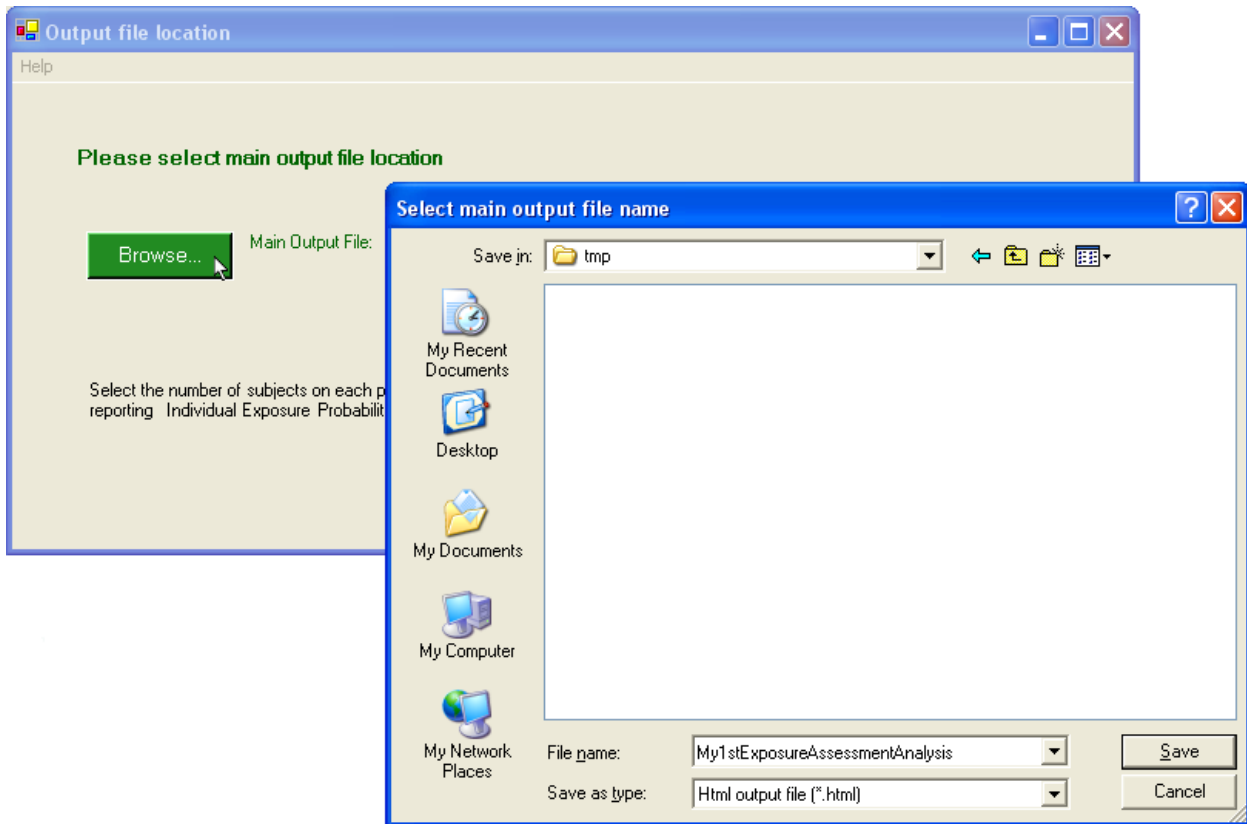 Output file location
Help
Please select main output file location
Browse...
Main Output File:
Select the number of subjects on each
reporting Individual Exposure
Select main output file name
Save in:
tmp
My Recent
Documents
Desktop
My Documents
My Computer
My Network
Places
File name:
My1stExposureAssessmentAnalysis
Save
Save as type:
Html output file (*.html)
Cancel